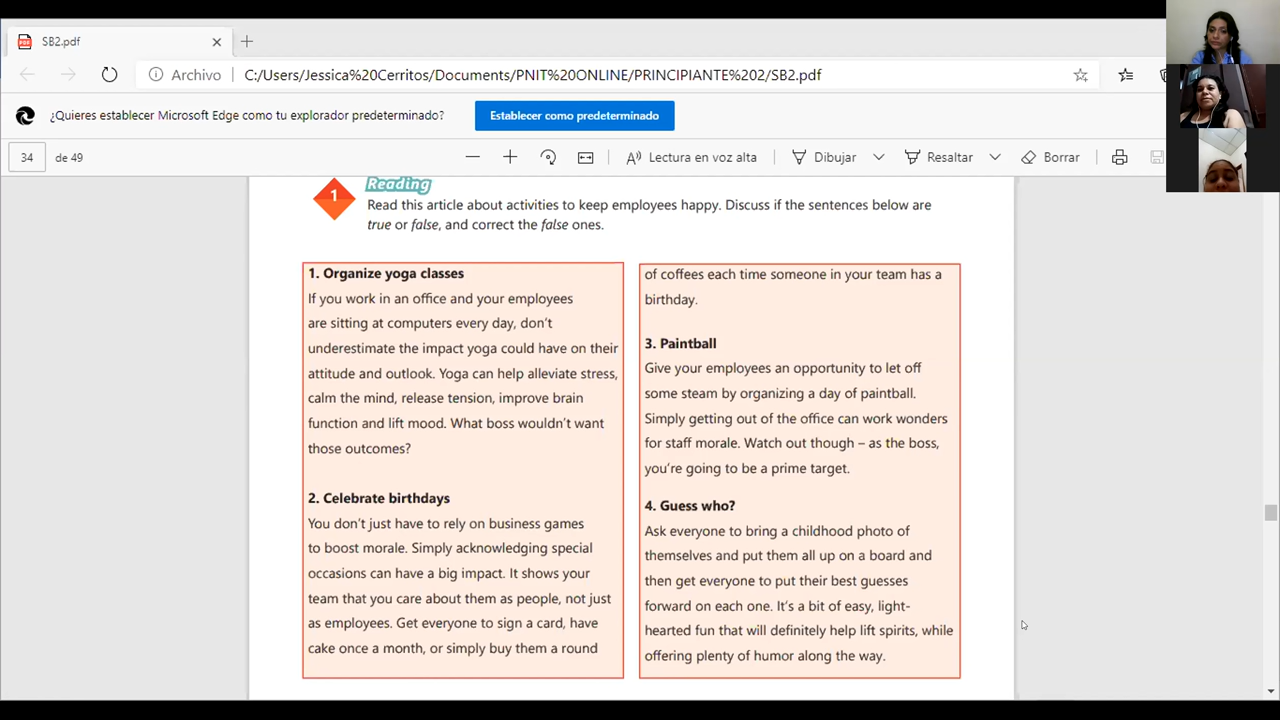 SB2.pdf
Archivo
C:/Users/Jessica%20Cerritos/Documents/PNIT%20ONLINE/PRINCIPIANTE%202/SB2.pdf
¿Quieres establecer Microsoft Edge como tu explorador predeterminado?
Establecer como predeterminado
34 de 49
Lectura en voz alta
Dibujar
Resaltar
Borrar
1
Reading
Read this article about activities to keep employees happy. Discuss if the sentences below are
true or false, and correct the false ones.
1. Organize yoga classes
If you work in an office and your employees
are sitting at computers every day, don't
underestimate the impact yoga could have on their
attitude and outlook. Yoga can help alleviate stress,
calm the mind, release tension, improve brain
function and lift mood. What boss wouldn't want
those outcomes?
2. Celebrate birthdays
You don't just have to rely on business games
to boost morale. Simply acknowledging special
occasions can have a big impact. It shows your
team that you care about them as people, not just
as employees. Get everyone to sign a card, have
cake once a month, or simply buy them a round
of coffees each time someone in your team has a
birthday.
3. Paintball
Give your employees an opportunity to let off
some steam by organizing a day of paintball.
Simply getting out of the office can work wonders
for staff morale. Watch out though – as the boss,
you're going to be a prime target.
4. Guess who?
Ask everyone to bring a childhood photo of
themselves and put them all up on a board and
then get everyone to put their best guesses
forward on each one. It's a bit of easy, light-
hearted fun that will definitely help lift spirits, while
offering plenty of humor along the way.